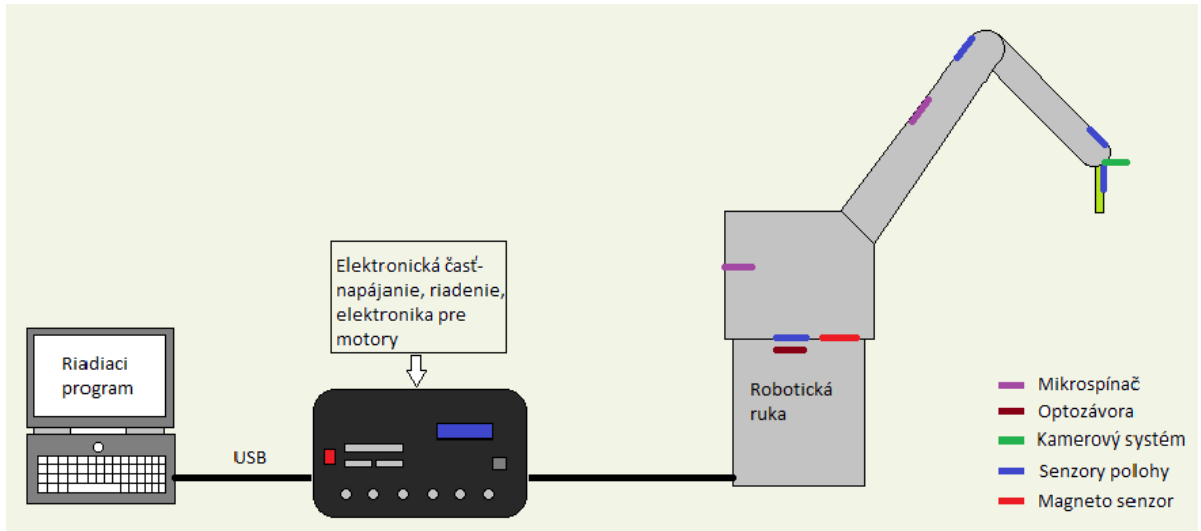 Elektronická časť-
napájanie, riadenie,
elektronika pre
motory
Riadiaci
program
USB
Robotická
ruka
Mikrospínač
Optozávora
Kamerový systém
Senzory polohy
Magneto senzor